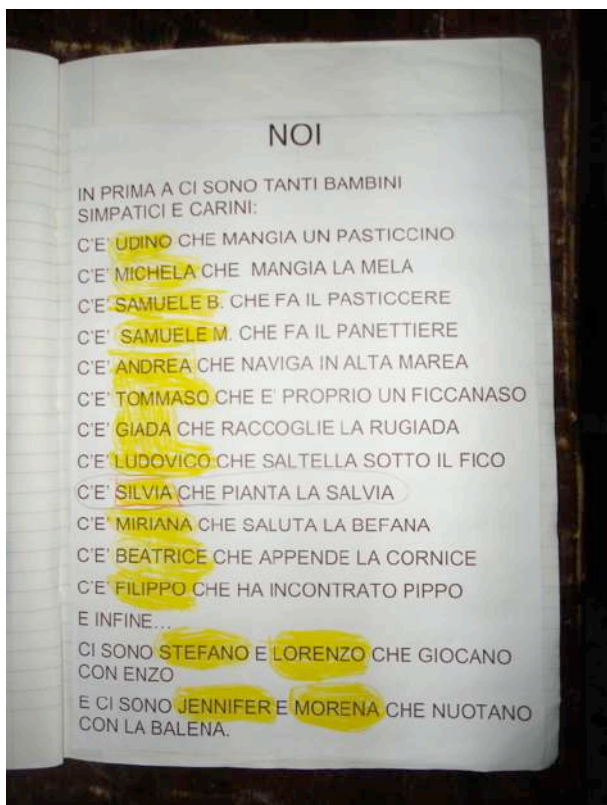 NOI
IN PRIMA A CI SONO TANTI BAMBINI
SIMPATICI E CARINI:
C'E' UDINO CHE MANGIA UN PASTICCINO
C'E' MICHELA CHE MANGIA LA MELA
C'E' SAMUELE B. CHE FA IL PASTICCERE
C'E' SAMUELE M. CHE FA IL PANETTIERE
C'E' ANDREA CHE NAVIGA IN ALTA MAREA
C'E' TOMMASO CHE E' PROPRIO UN FICCANASO
C'E' GIADA CHE RACCOGLIE LA RUGIADA
C'E' LUDOVICO CHE SALTELLA SOTTO IL FICO
C'E' SILVIA CHE PIANTA LA SALVIA
C'E' MIRIANA CHE SALUTA LA BEFANA
C'E' BEATRICE CHE APPENDE LA CORNICE
C'E' FILIPPO CHE HA INCONTRATO PIPPO
E INFINE...
CI SONO STEFANO E LORENZO CHE GIOCANO
CON ENZO
E CI SONO JENNIFER E MORENA CHE NUOTANO
CON LA BALENA.